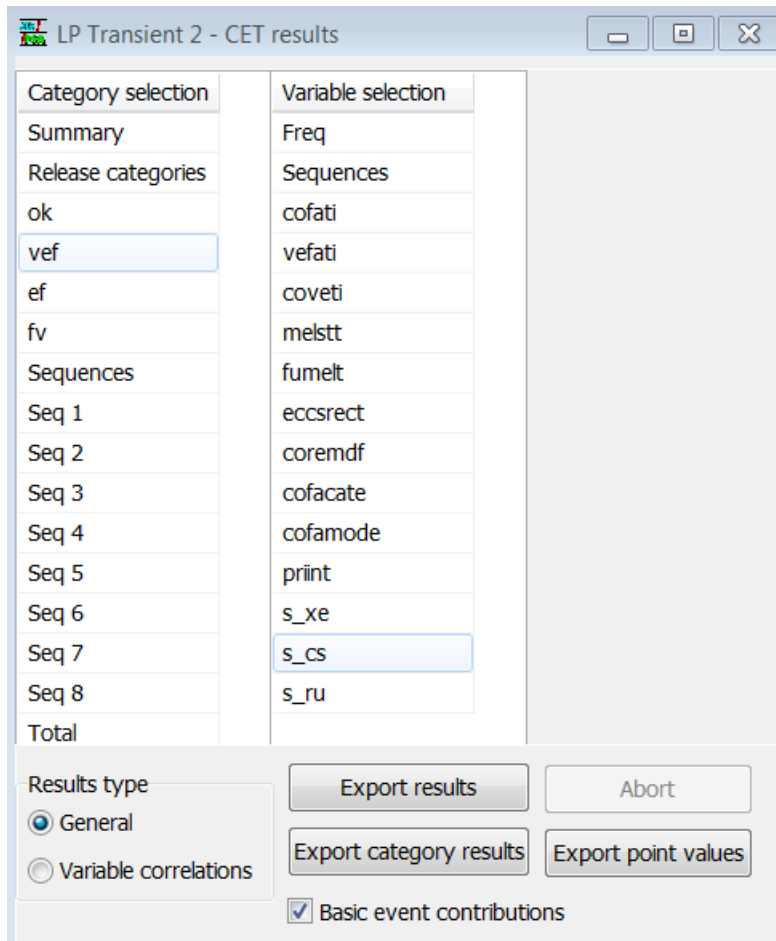 LP Transient 2 - CET results
Category selection
Summary
Release categories
ok
vef
ef
fv
Sequences
Seq 1
Seq 2
Seq 3
Seq 4
Seq 5
Seq 6
Seq 7
Seq 8
Total
Variable selection
Freq
Sequences
cofati
vefati
coveti
melstt
fumelt
eccsrect
coremdf
cofacate
cofamode
priint
s_xe
s_cs
s_ru
Results type
General
Variable correlations
Export results
Abort
Export category results
Export point values
Basic event contributions